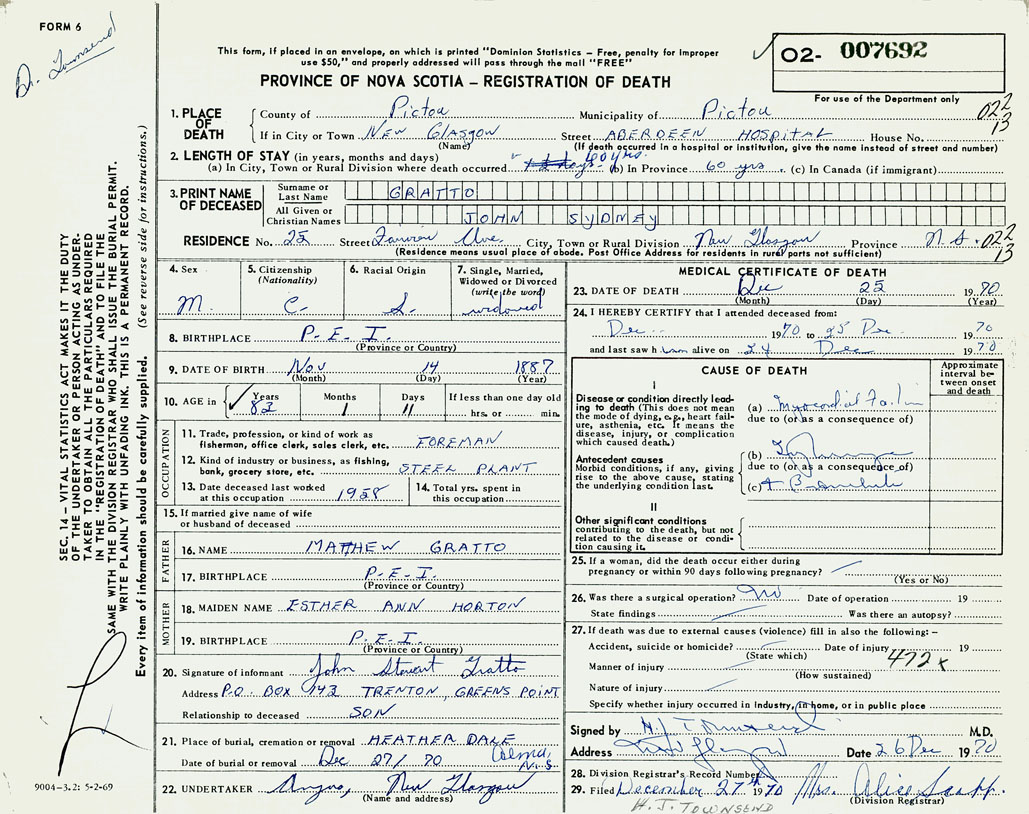 FORM 6
Dr. Townsend
This form, if placed in an envelope, on which is printed "Dominion Statistics – Free, penalty for improper
use $50," and properly addressed will pass through the mail "FREE"
PROVINCE OF NOVA SCOTIA – REGISTRATION OF DEATH
O2- 007692
For use of the Department only
1. PLACE OF DEATH
County of Pictou Municipality of Pictou 022
If in City or Town NEW GLASGOW Street ABERDEEN HOSPITAL House No. 13
(Name) (If death occurred in a hospital or institution, give the name instead of street and number)
2. LENGTH OF STAY (in years, months and days)
(a) In City, Town or Rural Division where death occurred 60 yrs. (b) In Province 60 yrs. (c) In Canada (if immigrant)
3. PRINT NAME OF DECEASED
Surname or Last Name GRATTO
All Given or Christian Names JOHN SYDNEY
RESIDENCE No. 25 Street Ave. City, Town or Rural Division New Glasgow Province N.S. 022
(Residence means usual place of abode. Post Office Address for residents in rural parts not sufficient) 13
4. Sex M.
5. Citizenship (Nationality) C.
6. Racial Origin S.
7. Single, Married, Widowed or Divorced (write the word) widowed
8. BIRTHPLACE P.E.I.
(Province or Country)
9. DATE OF BIRTH Nov 14 1887
(Month) (Day) (Year)
10. AGE in Years 83 Months 1 Days 11 If less than one day old hrs. or min.
OCCUPATION
11. Trade, profession, or kind of work as
fisherman, office clerk, sales clerk, etc. FOREMAN
12. Kind of industry or business, as fishing,
bank, grocery store, etc. STEEL PLANT
13. Date deceased last worked
at this occupation 1958
14. Total yrs. spent in
this occupation
15. If married give name of wife
or husband of deceased
FATHER
16. NAME MATTHEW GRATTO
17. BIRTHPLACE P.E.I.
(Province or Country)
MOTHER
18. MAIDEN NAME ESTHER ANN HORTON
19. BIRTHPLACE P.E.I.
(Province or Country)
20. Signature of informant John Stewart Gratto
Address P.O. BOX 143 TRENTON, GREENS POINT
Relationship to deceased SON
21. Place of burial, cremation or removal HEATHER DALE
Date of burial or removal Dec 27/70 Alma, N.S.
22. UNDERTAKER Angus, New Glasgow
(Name and address)
MEDICAL CERTIFICATE OF DEATH
23. DATE OF DEATH Dec 25 1970
(Month) (Day) (Year)
24. I HEREBY CERTIFY that I attended deceased from:
Dec 1970 to 25 Dec 1970
and last saw him alive on 24 Dec 1970
CAUSE OF DEATH
Approximate interval between onset and death
I
Disease or condition directly lead-
ing to death (This does not mean
the mode of dying, e.g., heart fail-
ure, asthenia, etc. It means the
disease, injury, or complication
which caused death.)
(a) Myocardial Failure
due to (or as a consequence of)
Antecedent causes
Morbid conditions, if any, giving
rise to the above cause, stating
the underlying condition last.
(b)
due to (or as a consequence of)
(c) + Bronchitis
II
Other significant conditions
contributing to the death, but not
related to the disease or condi-
tion causing it.
25. If a woman, did the death occur either during
pregnancy or within 90 days following pregnancy?
(Yes or No)
26. Was there a surgical operation? No Date of operation 19
State findings Was there an autopsy?
27. If death was due to external causes (violence) fill in also the following:–
Accident, suicide or homicide? Date of injury 19
(State which) 472x
Manner of injury
(How sustained)
Nature of injury
Specify whether injury occurred in industry, in home, or in public place
Signed by H.J. Townsend M.D.
Address New Glasgow Date 26 Dec 1970
28. Division Registrar's Record Number
29. Filed December 27th 1970 Mrs. Alice
(Division Registrar)
H.J. TOWNSEND
SEC. 14 – VITAL STATISTICS ACT MAKES IT THE DUTY
OF THE UNDERTAKER OR PERSON ACTING AS UNDER-
TAKER TO OBTAIN ALL THE PARTICULARS REQUIRED
IN THE "REGISTRATION OF DEATH" AND TO FILE THE
SAME WITH THE DIVISION REGISTRAR WHO SHALL ISSUE THE BURIAL PERMIT.
WRITE PLAINLY WITH UNFADING INK. THIS IS A PERMANENT RECORD.
Every item of information should be carefully supplied. (See reverse side for instructions.)
9004-3.2: 5-2-69